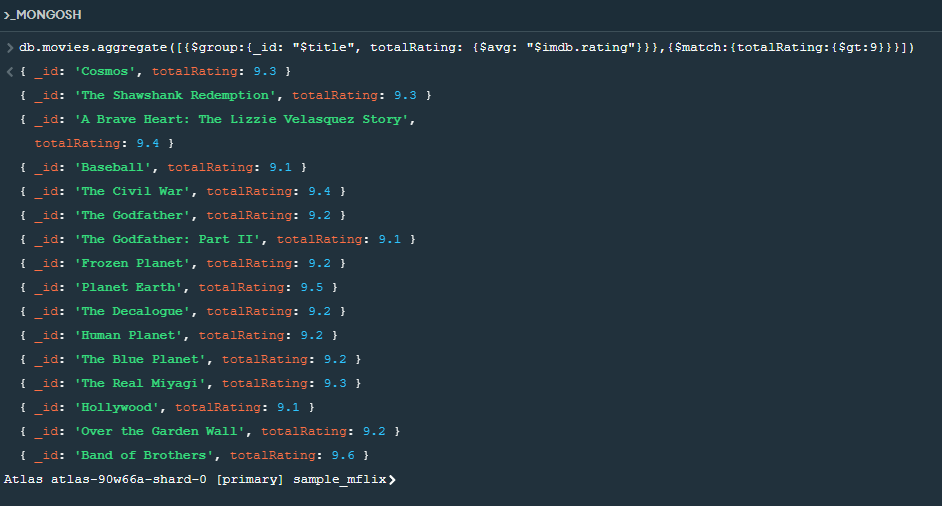 >_MONGOSH
> db.movies.aggregate([{$group:{_id: "$title", totalRating: {$avg: "$imdb.rating"}}},{$match:{totalRating:{$gt:9}}}])
< { _id: 'Cosmos', totalRating: 9.3 }
{ _id: 'The Shawshank Redemption', totalRating: 9.3 }
{ _id: 'A Brave Heart: The Lizzie Velasquez Story',
totalRating: 9.4 }
{ _id: 'Baseball', totalRating: 9.1 }
{ _id: 'The Civil War', totalRating: 9.4 }
{ _id: 'The Godfather', totalRating: 9.2 }
{ _id: 'The Godfather: Part II', totalRating: 9.1 }
{ _id: 'Frozen Planet', totalRating: 9.2 }
{ _id: 'Planet Earth', totalRating: 9.5 }
{ _id: 'The Decalogue', totalRating: 9.2 }
{ _id: 'Human Planet', totalRating: 9.2 }
{ _id: 'The Blue Planet', totalRating: 9.2 }
{ _id: 'The Real Miyagi', totalRating: 9.3 }
{ _id: 'Hollywood', totalRating: 9.1 }
{ _id: 'Over the Garden Wall', totalRating: 9.2 }
{ _id: 'Band of Brothers', totalRating: 9.6 }
Atlas atlas-90w66a-shard-0 [primary] sample_mflix>